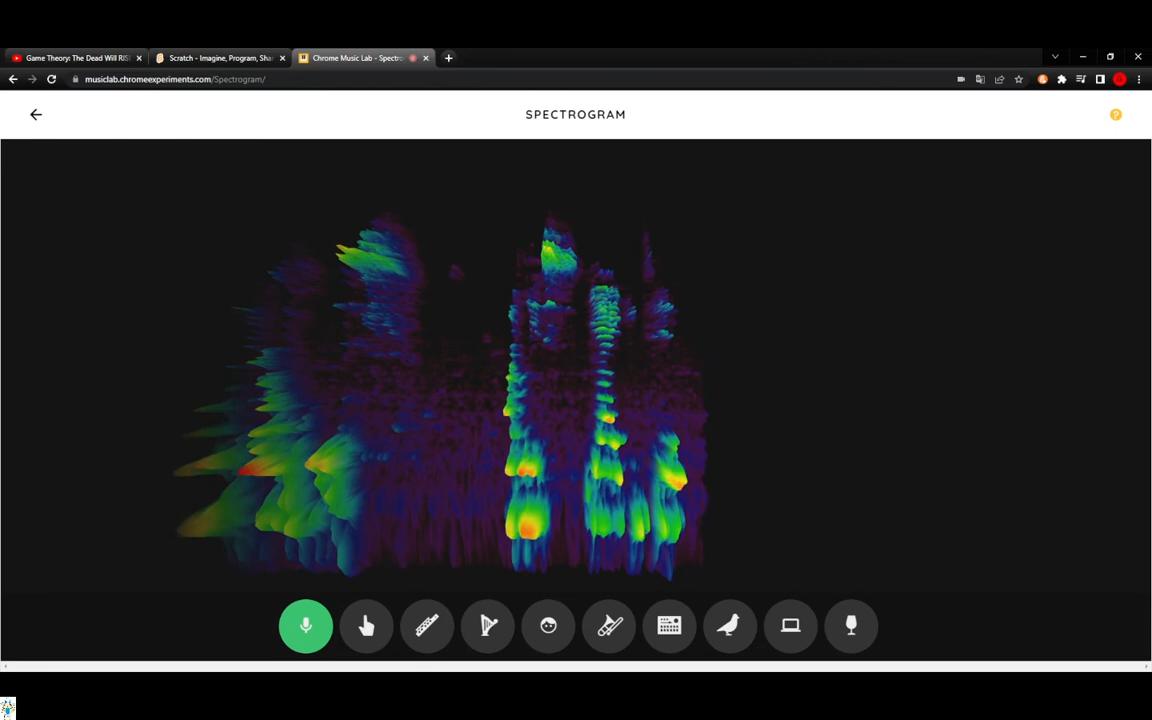 Game Theory: The Dead Will RIS
Scratch - Imagine, Program, Shar
Chrome Music Lab - Spectro
musiclab.chromeexperiments.com/Spectrogram/
SPECTROGRAM
?